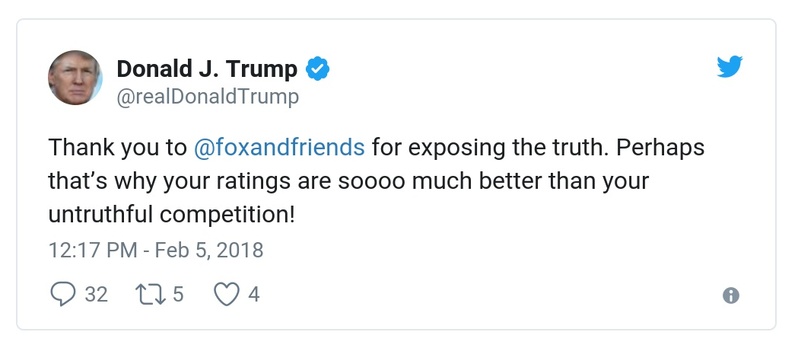 Donald J. Trump
@realDonaldTrump
Thank you to @foxandfriends for exposing the truth. Perhaps
that’s why your ratings are soooo much better than your
untruthful competition!
12:17 PM - Feb 5, 2018
32 5 4